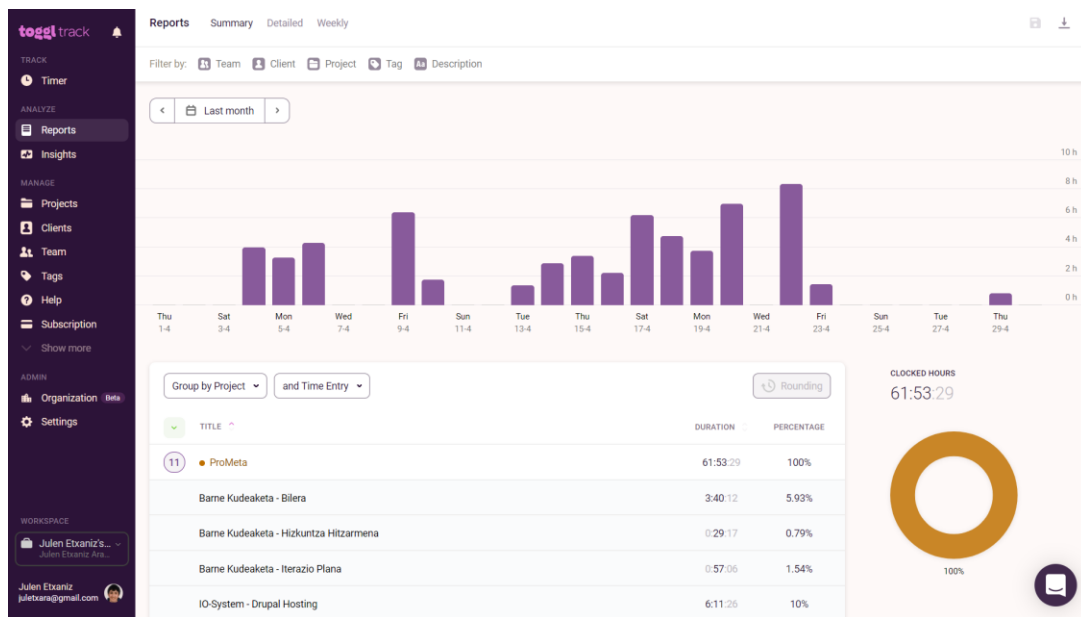 toggl track
TRACK
Timer
ANALYZE
Reports
Insights
MANAGE
Projects
Clients
Team
Tags
Help
Subscription
Show more
ADMIN
Organization Beta
Settings
WORKSPACE
Julen Etxaniz's...
Julen Etxaniz Ara...
Julen Etxaniz
juletxara@gmail.com
Reports Summary Detailed Weekly
Filter by: Team Client Project Tag Aa Description
Last month
10 h
8 h
6 h
4 h
2 h
0 h
Thu Sat Mon Wed Fri Sun Tue Thu Sat Mon Wed Fri Sun Tue Thu
1-4 3-4 5-4 7-4 9-4 11-4 13-4 15-4 17-4 19-4 21-4 23-4 25-4 27-4 29-4
Group by Project and Time Entry Rounding
TITLE DURATION PERCENTAGE
11 ProMeta 61:53:29 100%
Barne Kudeaketa - Bilera 3:40:12 5.93%
Barne Kudeaketa - Hizkuntza Hitzarmena 0:29:17 0.79%
Barne Kudeaketa - Iterazio Plana 0:57:06 1.54%
IO-System - Drupal Hosting 6:11:26 10%
CLOCKED HOURS
61:53:29
100%